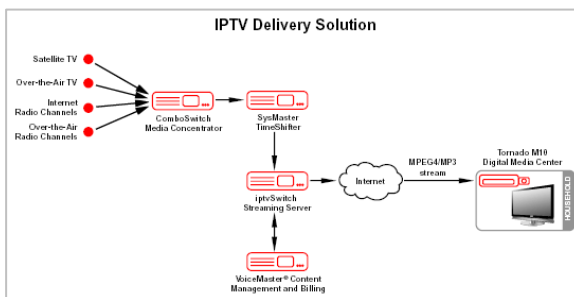 IPTV Delivery Solution
Satellite TV
Over-the-Air TV
Internet
Radio Channels
Over-the-Air
Radio Channels
ComboSwitch
Media Concentrator
SysMaster
TimeShifter
iptvSwitch
Streaming Server
Internet
MPEG4/MP3
stream
Tornado M10
Digital Media Center
HOUSEHOLD
VoiceMaster® Content
Management and Billing